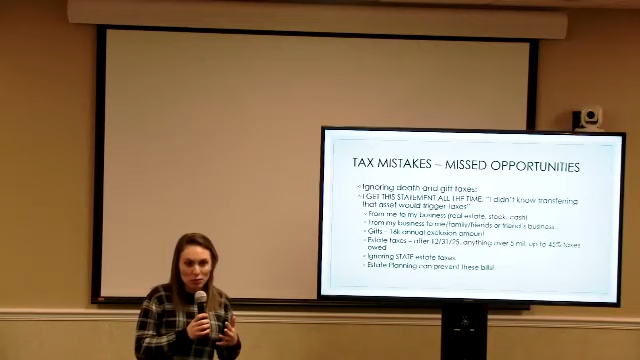 TAX MISTAKES – MISSED OPPORTUNITIES
Ignoring death and gift taxes:
I GET THIS STATEMENT ALL THE TIME: "I didn't know transferring
that asset would trigger taxes"
From me to my business (real estate, stock, cash)
From my business to me/family/friends or friend's business
Gifts – 16k annual exclusion amount
Estate taxes – after 12/31/25, anything over 5 mil, up to 45% taxes
owed
Ignoring STATE estate taxes
Estate Planning can prevent these bills!